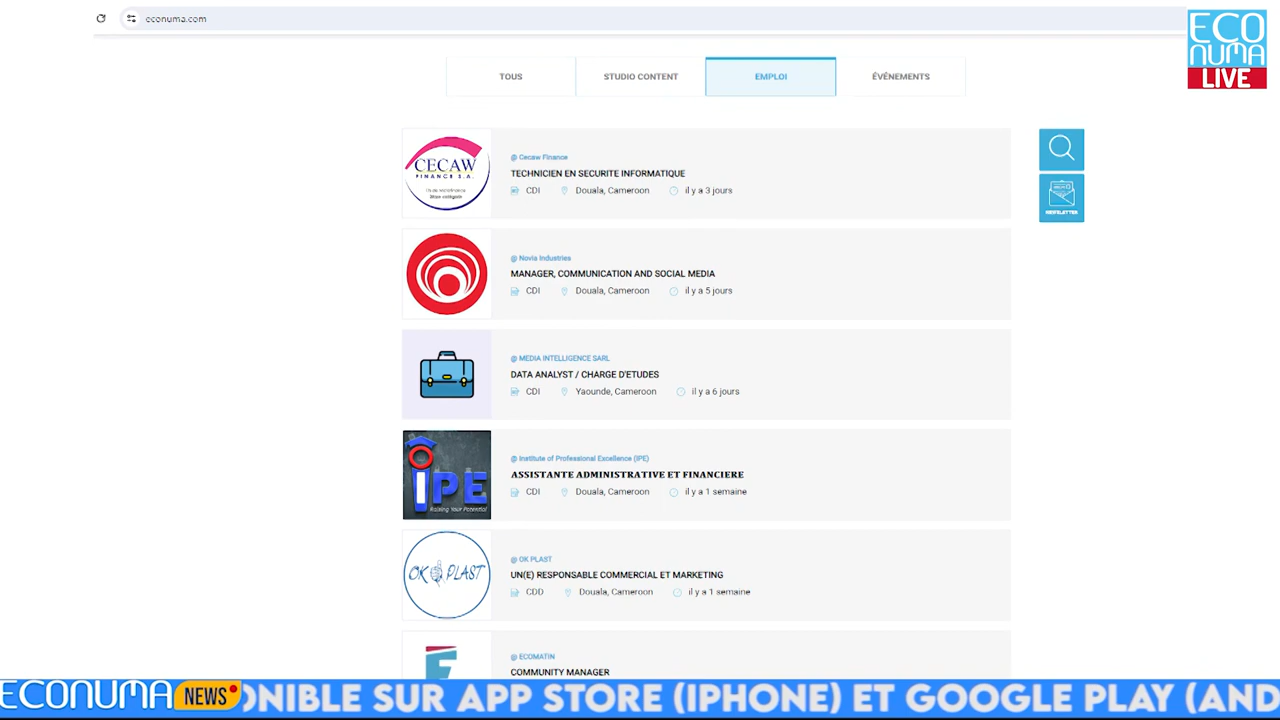 econuma.com
ECO
NUMA
LIVE
TOUS
STUDIO CONTENT
EMPLOI
ÉVÉNEMENTS
CECAW
FINANCE S.A.
@ Cecaw Finance
TECHNICIEN EN SECURITE INFORMATIQUE
CDI Douala, Cameroon il y a 3 jours
NEWSLETTER
@ Novia Industries
MANAGER, COMMUNICATION AND SOCIAL MEDIA
CDI Douala, Cameroon il y a 5 jours
@ MEDIA INTELLIGENCE SARL
DATA ANALYST / CHARGE D'ETUDES
CDI Yaounde, Cameroon il y a 6 jours
IPE
Raising Your Potential
@ Institute of Professional Excellence (IPE)
ASSISTANTE ADMINISTRATIVE ET FINANCIERE
CDI Douala, Cameroon il y a 1 semaine
OK PLAST
@ OK PLAST
UN(E) RESPONSABLE COMMERCIAL ET MARKETING
CDD Douala, Cameroon il y a 1 semaine
@ ECOMATIN
COMMUNITY MANAGER
ECONUMA NEWS ONIBLE SUR APP STORE (IPHONE) ET GOOGLE PLAY (AND